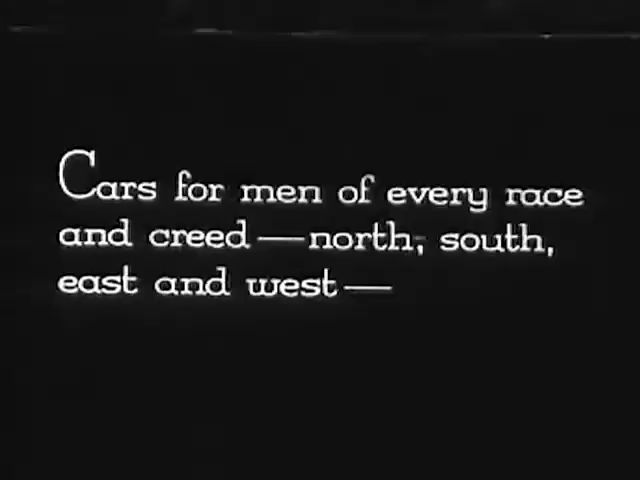 Cars for men of every race
and creed — north, south,
east and west —